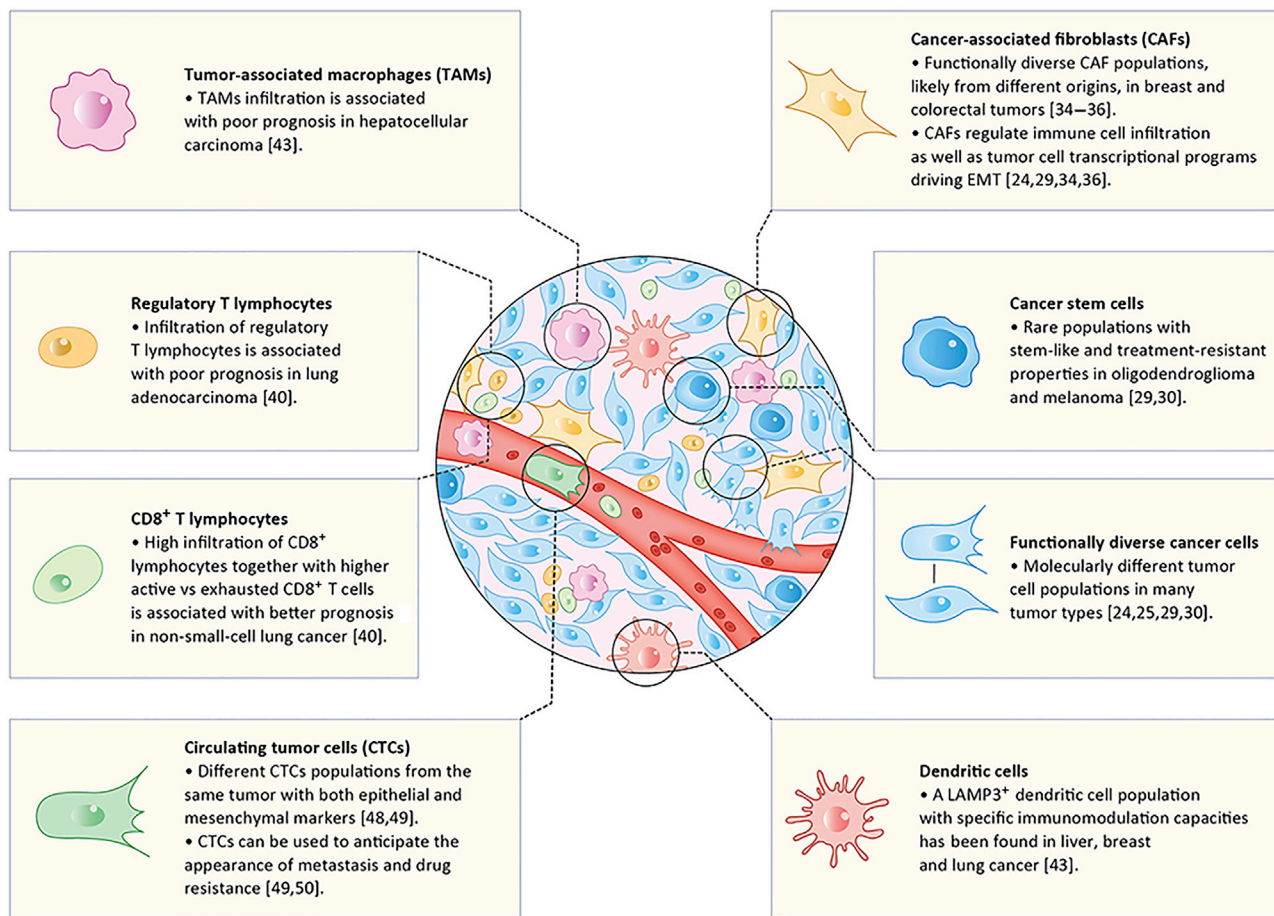 Tumor-associated macrophages (TAMs)
• TAMs infiltration is associated
with poor prognosis in hepatocellular
carcinoma [43].
Cancer-associated fibroblasts (CAFs)
• Functionally diverse CAF populations,
likely from different origins, in breast and
colorectal tumors [34–36].
• CAFs regulate immune cell infiltration
as well as tumor cell transcriptional programs
driving EMT [24,29,34,36].
Regulatory T lymphocytes
• Infiltration of regulatory
T lymphocytes is associated
with poor prognosis in lung
adenocarcinoma [40].
Cancer stem cells
• Rare populations with
stem-like and treatment-resistant
properties in oligodendroglioma
and melanoma [29,30].
CD8⁺ T lymphocytes
• High infiltration of CD8⁺
lymphocytes together with higher
active vs exhausted CD8⁺ T cells
is associated with better prognosis
in non-small-cell lung cancer [40].
Functionally diverse cancer cells
• Molecularly different tumor
cell populations in many
tumor types [24,25,29,30].
Circulating tumor cells (CTCs)
• Different CTCs populations from the
same tumor with both epithelial and
mesenchymal markers [48,49].
• CTCs can be used to anticipate the
appearance of metastasis and drug
resistance [49,50].
Dendritic cells
• A LAMP3⁺ dendritic cell population
with specific immunomodulation capacities
has been found in liver, breast
and lung cancer [43].